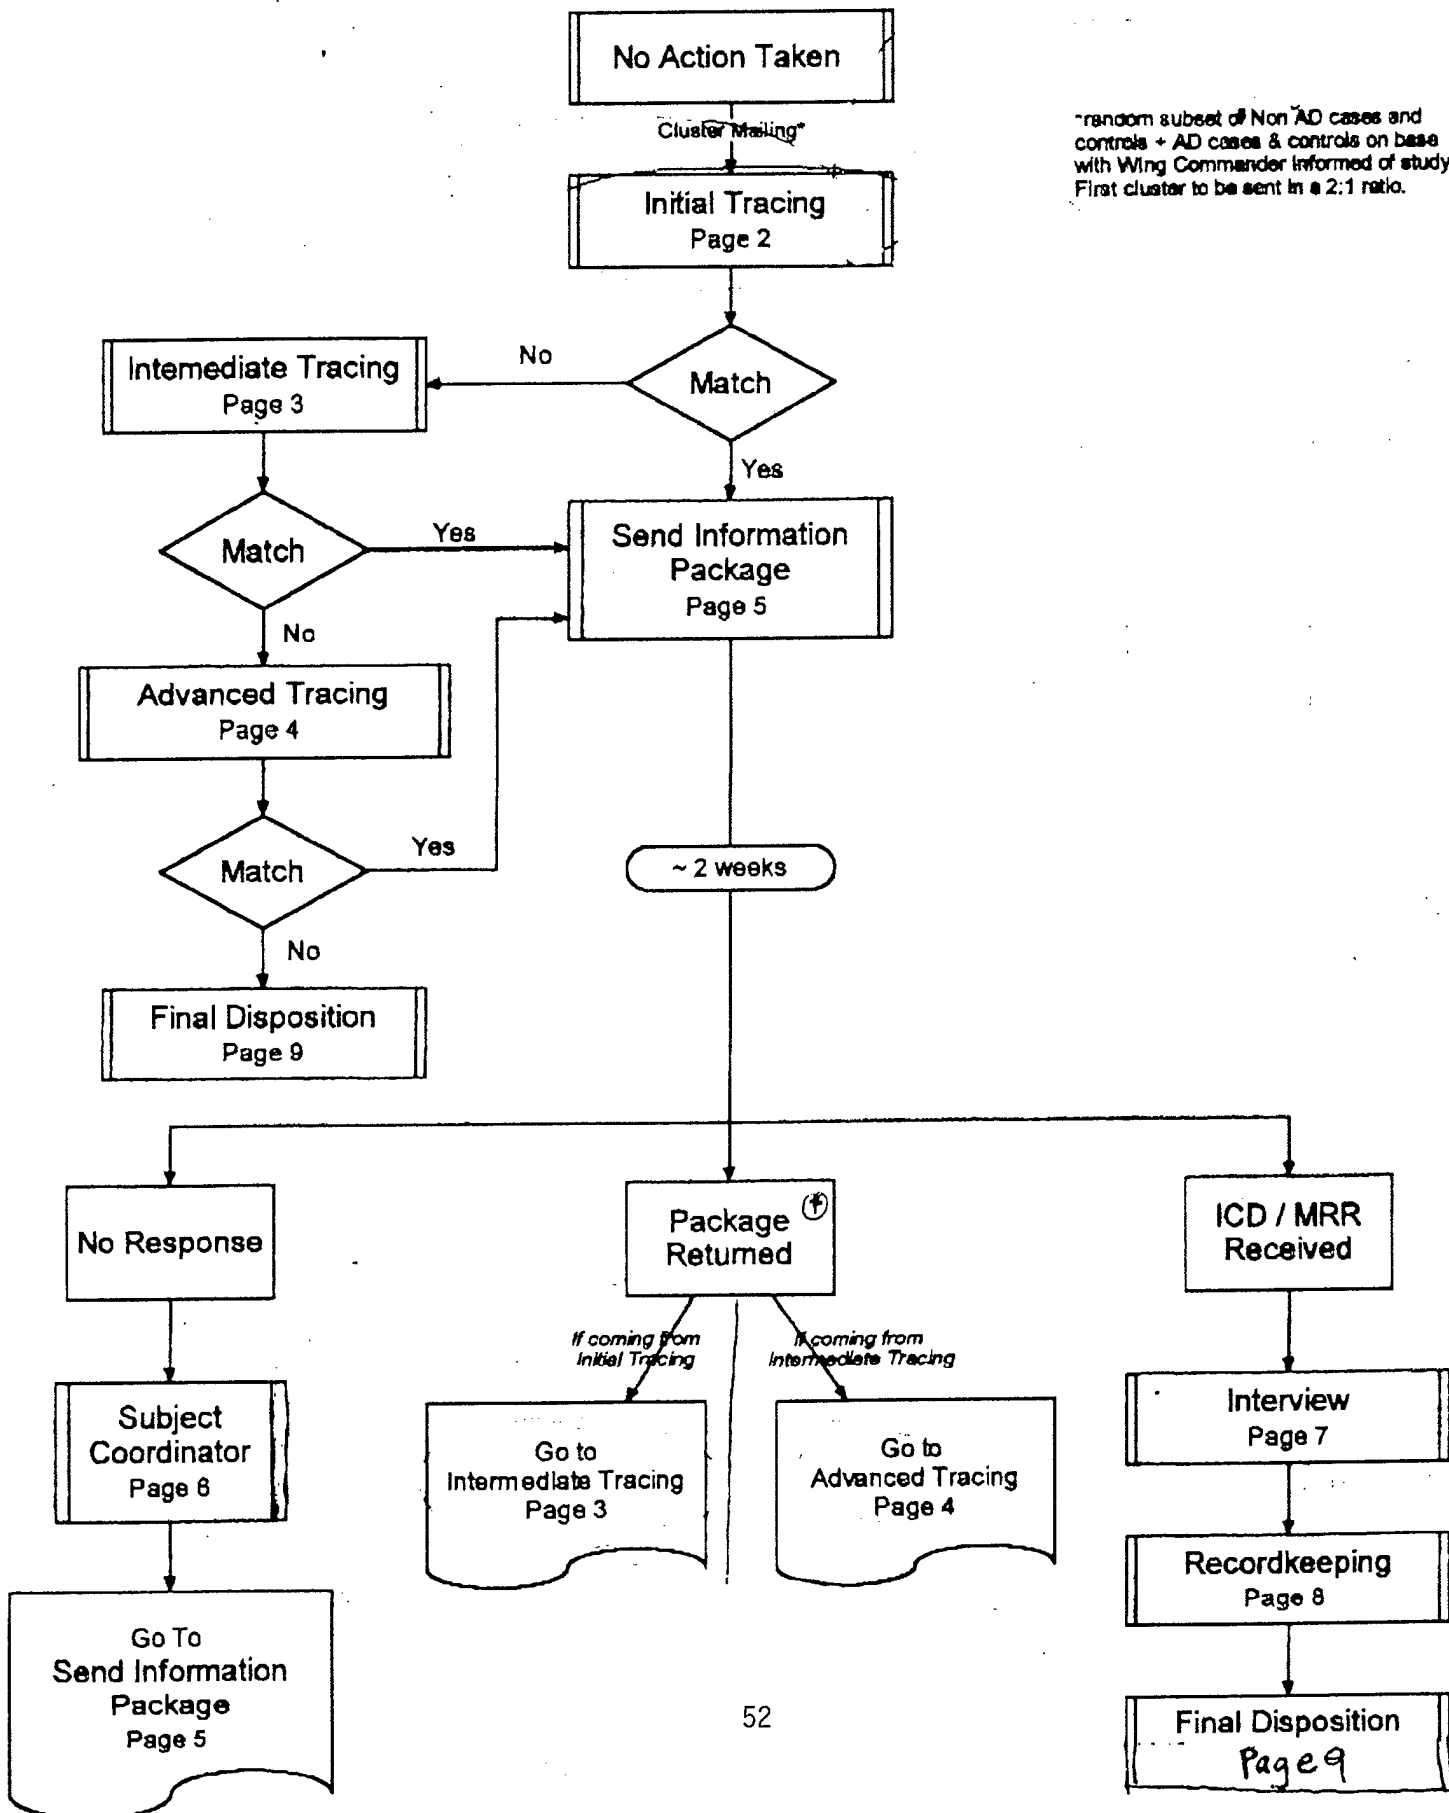 No Action Taken
Cluster Mailing*
*random subset of Non AD cases and
controls + AD cases & controls on base
with Wing Commander informed of study
First cluster to be sent in a 2:1 ratio.
Initial Tracing
Page 2
Match
No
Intemediate Tracing
Page 3
Yes
Match
Yes
Send Information
Package
Page 5
No
Advanced Tracing
Page 4
Match
Yes
~ 2 weeks
No
Final Disposition
Page 9
No Response
Package
Returned
ICD / MRR
Received
If coming from
Initial Tracing
If coming from
Intermediate Tracing
Subject
Coordinator
Page 6
Go to
Intermediate Tracing
Page 3
Go to
Advanced Tracing
Page 4
Interview
Page 7
Recordkeeping
Page 8
Go To
Send Information
Package
Page 5
Final Disposition
Page 9
52